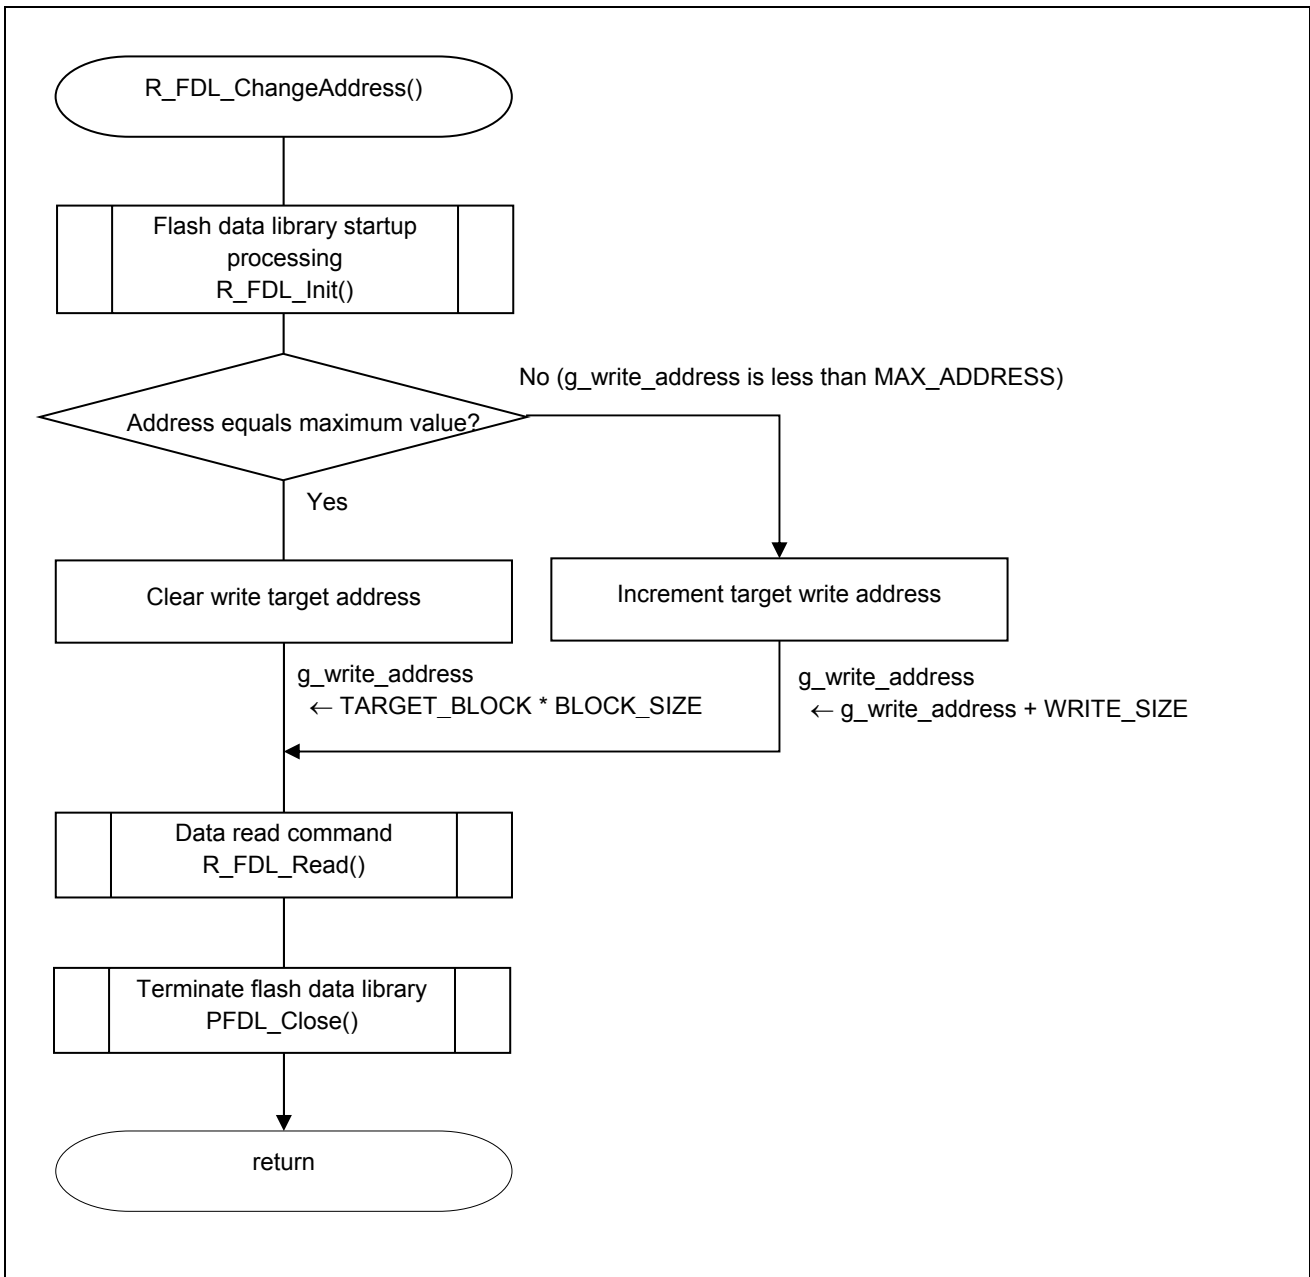 R_FDL_ChangeAddress()
Flash data library startup
processing
R_FDL_Init()
No (g_write_address is less than MAX_ADDRESS)
Address equals maximum value?
Yes
Clear write target address
Increment target write address
g_write_address
← TARGET_BLOCK * BLOCK_SIZE
g_write_address
← g_write_address + WRITE_SIZE
Data read command
R_FDL_Read()
Terminate flash data library
PFDL_Close()
return